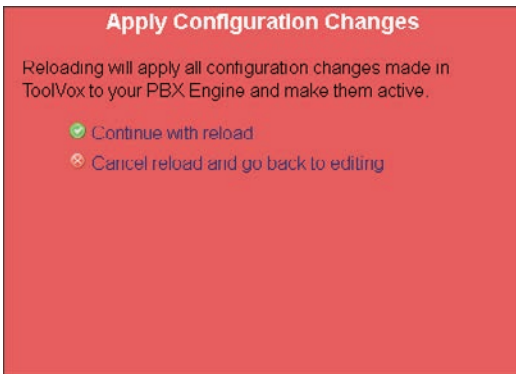 Apply Configuration Changes
Reloading will apply all configuration changes made in
ToolVox to your PBX Engine and make them active.
Continue with reload
Cancel reload and go back to editing